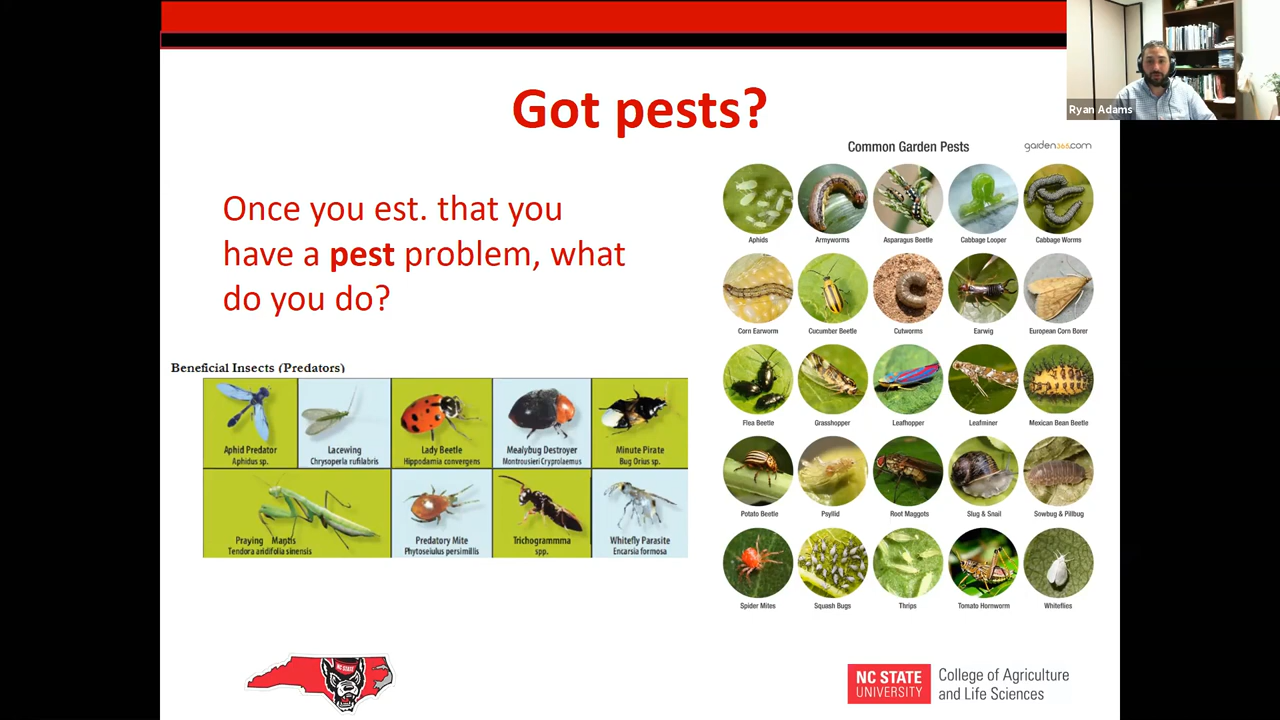 Ryan Adams
Got pests?
Once you est. that you
have a pest problem, what
do you do?
Common Garden Pests
garden365.com
Aphids
Armyworms
Asparagus Beetle
Cabbage Looper
Cabbage Worms
Corn Earworm
Cucumber Beetle
Cutworms
Earwig
European Corn Borer
Flea Beetle
Grasshopper
Leafhopper
Leafminer
Mexican Bean Beetle
Potato Beetle
Psyllid
Root Maggots
Slug & Snail
Sowbug & Pillbug
Spider Mites
Squash Bugs
Thrips
Tomato Hornworm
Whiteflies
Beneficial Insects (Predators)
Aphid Predator
Aphidus sp.
Lacewing
Chrysoperla rufilabris
Lady Beetle
Hippodamia convergens
Mealybug Destroyer
Montrousieri Cryprolaemus
Minute Pirate
Bug Orius sp.
Praying Mantis
Tendora aridifolia sinensis
Predatory Mite
Phytoseiulus persimillis
Trichogrammma
spp.
Whitefly Parasite
Encarsia formosa
NC STATE
NC STATE
UNIVERSITY
College of Agriculture
and Life Sciences